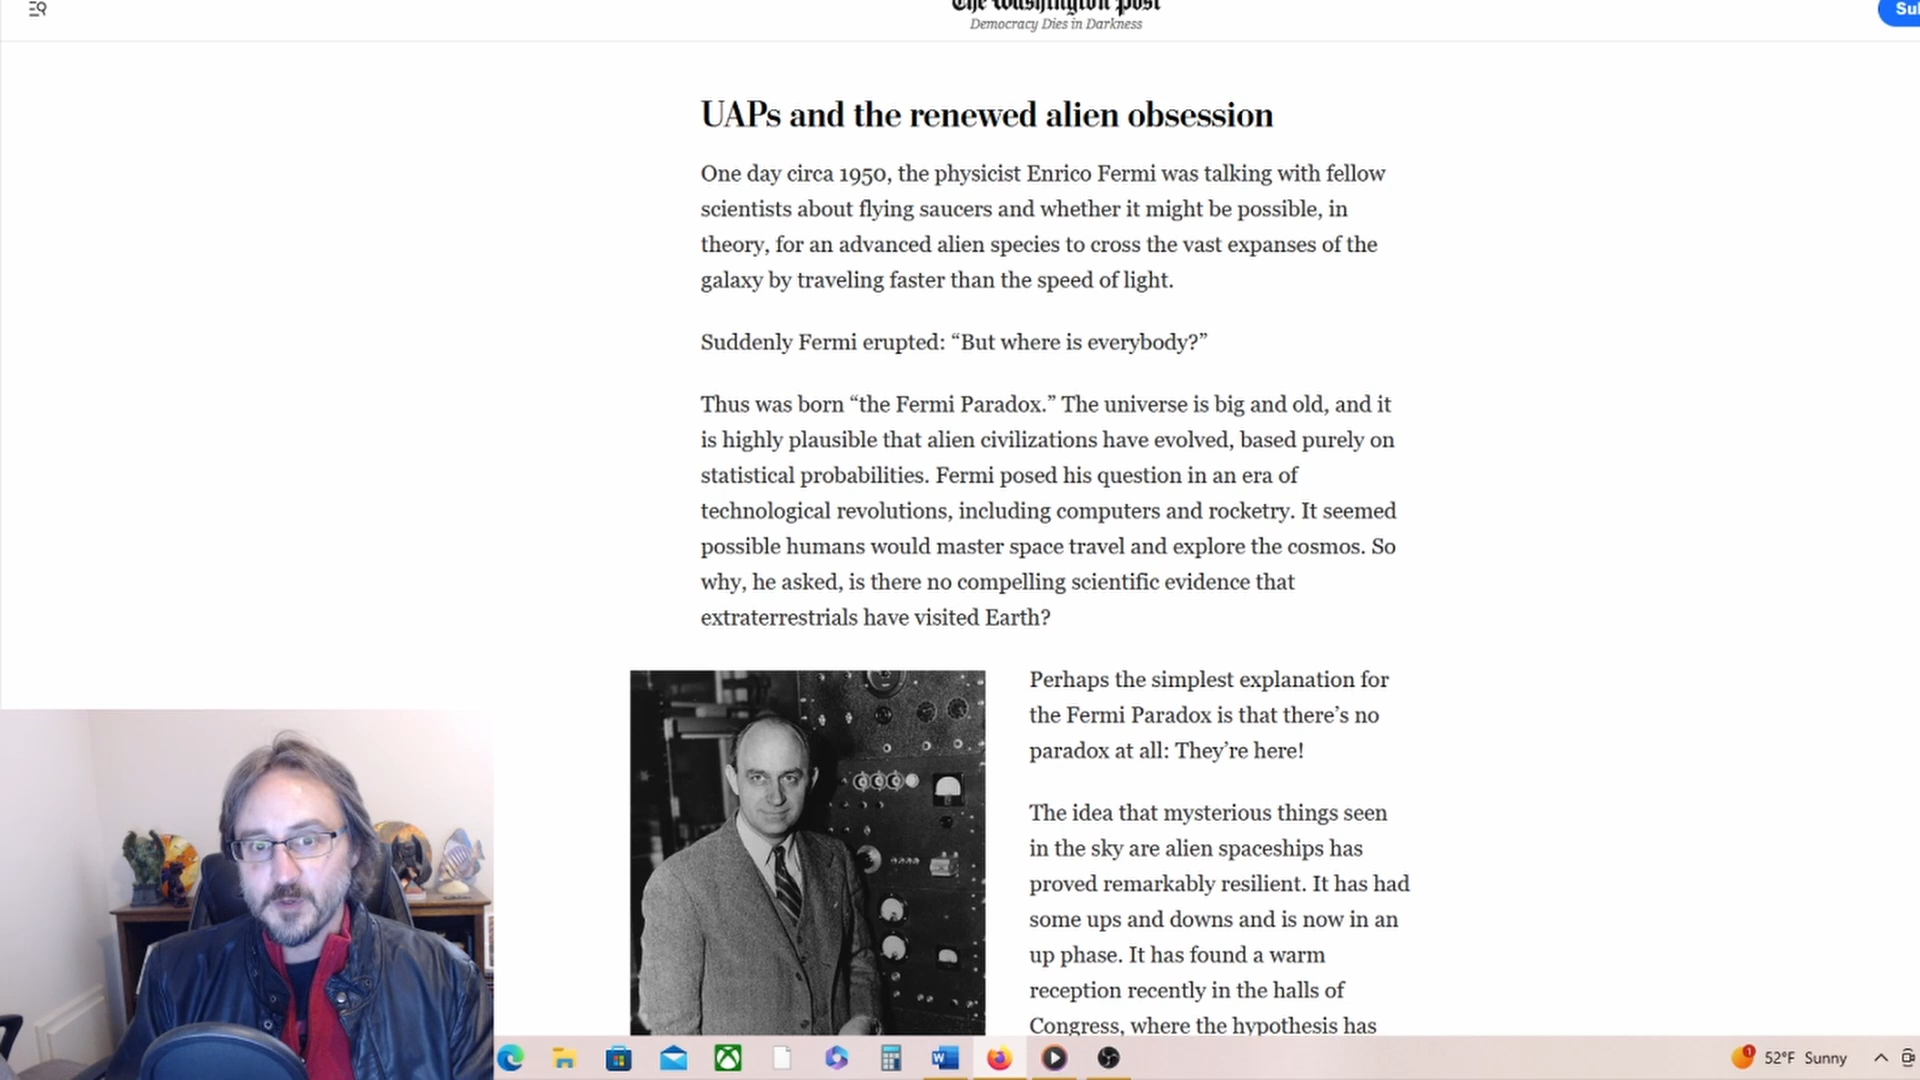 The Washington Post
Democracy Dies in Darkness
UAPs and the renewed alien obsession
One day circa 1950, the physicist Enrico Fermi was talking with fellow
scientists about flying saucers and whether it might be possible, in
theory, for an advanced alien species to cross the vast expanses of the
galaxy by traveling faster than the speed of light.
Suddenly Fermi erupted: “But where is everybody?”
Thus was born “the Fermi Paradox.” The universe is big and old, and it
is highly plausible that alien civilizations have evolved, based purely on
statistical probabilities. Fermi posed his question in an era of
technological revolutions, including computers and rocketry. It seemed
possible humans would master space travel and explore the cosmos. So
why, he asked, is there no compelling scientific evidence that
extraterrestrials have visited Earth?
Perhaps the simplest explanation for
the Fermi Paradox is that there’s no
paradox at all: They’re here!
The idea that mysterious things seen
in the sky are alien spaceships has
proved remarkably resilient. It has had
some ups and downs and is now in an
up phase. It has found a warm
reception recently in the halls of
Congress, where the hypothesis has
W
1
52°F Sunny